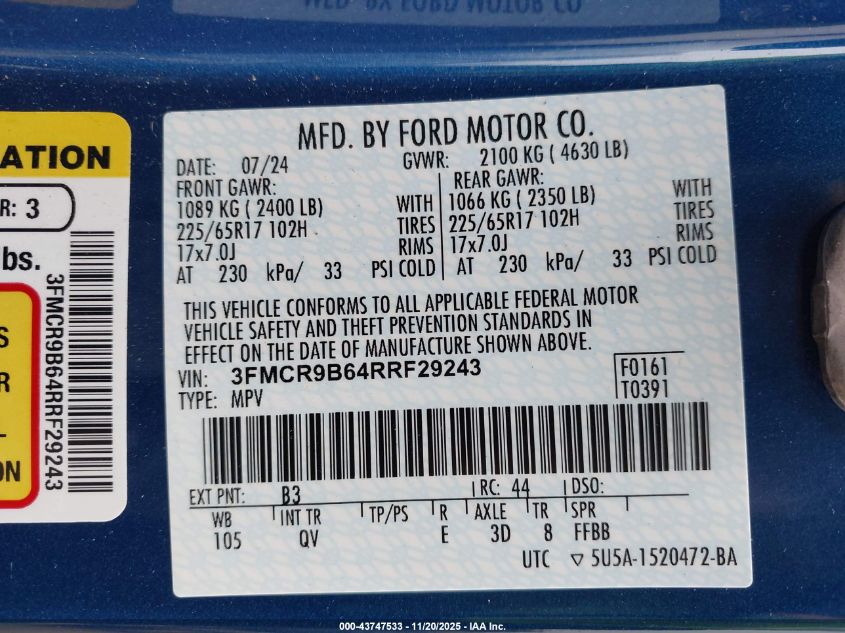 MFD. BY FORD MOTOR CO.
DATE: 07/24 GVWR: 2100 KG ( 4630 LB)
FRONT GAWR: REAR GAWR:
1089 KG ( 2400 LB) WITH 1066 KG ( 2350 LB) WITH
225/65R17 102H TIRES 225/65R17 102H TIRES
17x7.0J RIMS 17x7.0J RIMS
AT 230 kPa/ 33 PSI COLD AT 230 kPa/ 33 PSI COLD
THIS VEHICLE CONFORMS TO ALL APPLICABLE FEDERAL MOTOR
VEHICLE SAFETY AND THEFT PREVENTION STANDARDS IN
EFFECT ON THE DATE OF MANUFACTURE SHOWN ABOVE.
VIN: 3FMCR9B64RRF29243 F0161
TYPE: MPV T0391
EXT PNT: B3 RC: 44 DSO:
WB INT TR TP/PS R AXLE TR SPR
105 QV E 3D 8 FFBB
UTC ▽ 5U5A-1520472-BA
ATION
R: 3
bs.
3FMCR9B64RRF29243
S
R
L
ON
000-43747533 - 11/20/2025 - IAA Inc.